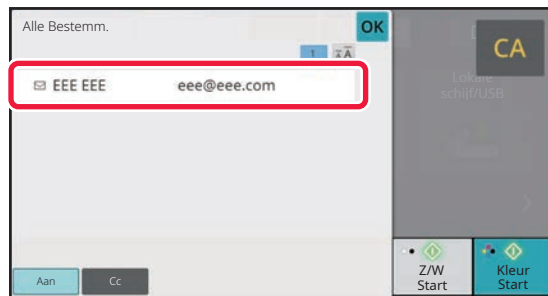 Alle Bestemm.
OK
CA
1
EEE EEE eee@eee.com
Lokale
schijf/USB
Aan
Cc
Z/W
Start
Kleur
Start